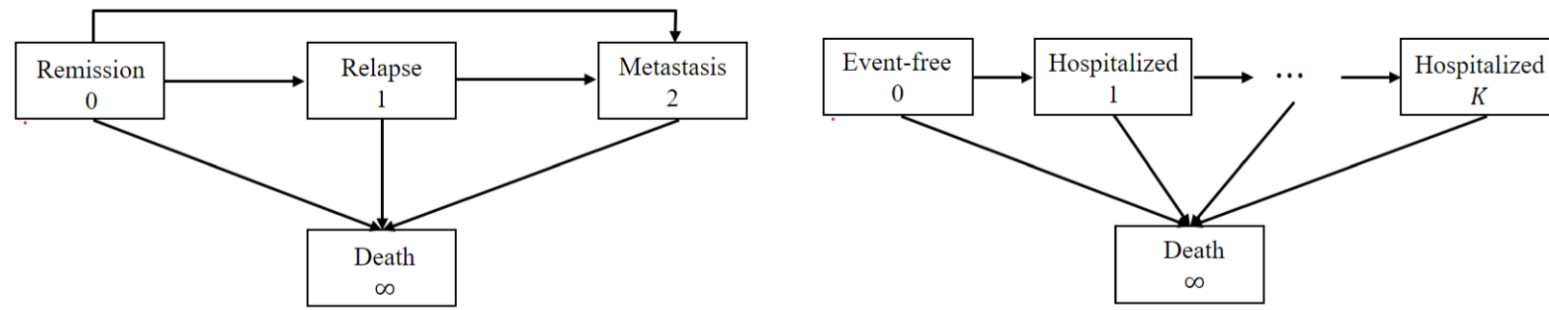 Remission
0
Relapse
1
Metastasis
2
Death
∞
Event-free
0
Hospitalized
1
...
Hospitalized
K
Death
∞